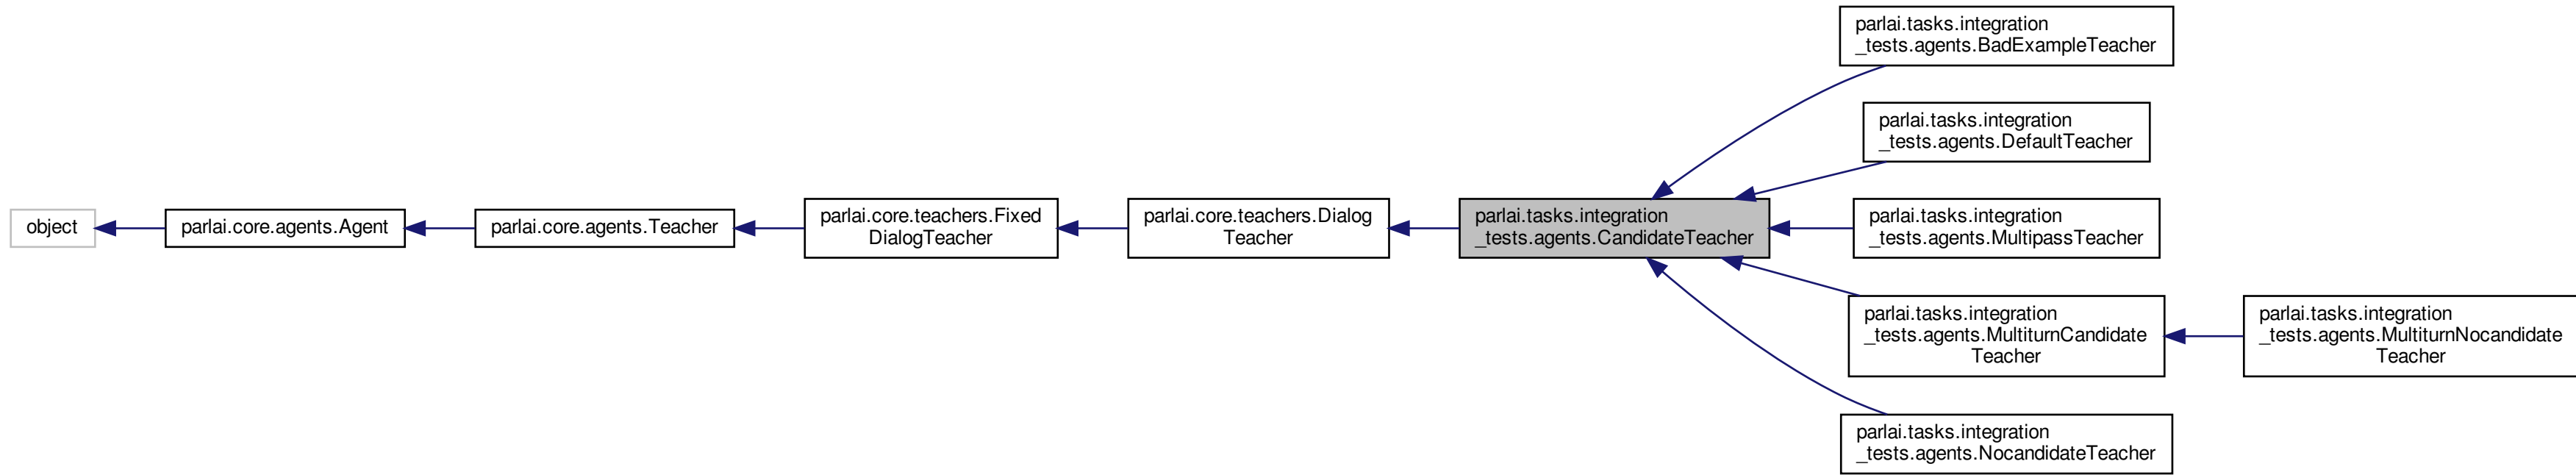 object
parlai.core.agents.Agent
parlai.core.agents.Teacher
parlai.core.teachers.Fixed
DialogTeacher
parlai.core.teachers.Dialog
Teacher
parlai.tasks.integration
_tests.agents.CandidateTeacher
parlai.tasks.integration
_tests.agents.BadExampleTeacher
parlai.tasks.integration
_tests.agents.DefaultTeacher
parlai.tasks.integration
_tests.agents.MultipassTeacher
parlai.tasks.integration
_tests.agents.MultiturnCandidate
Teacher
parlai.tasks.integration
_tests.agents.MultiturnNocandidate
Teacher
parlai.tasks.integration
_tests.agents.NocandidateTeacher